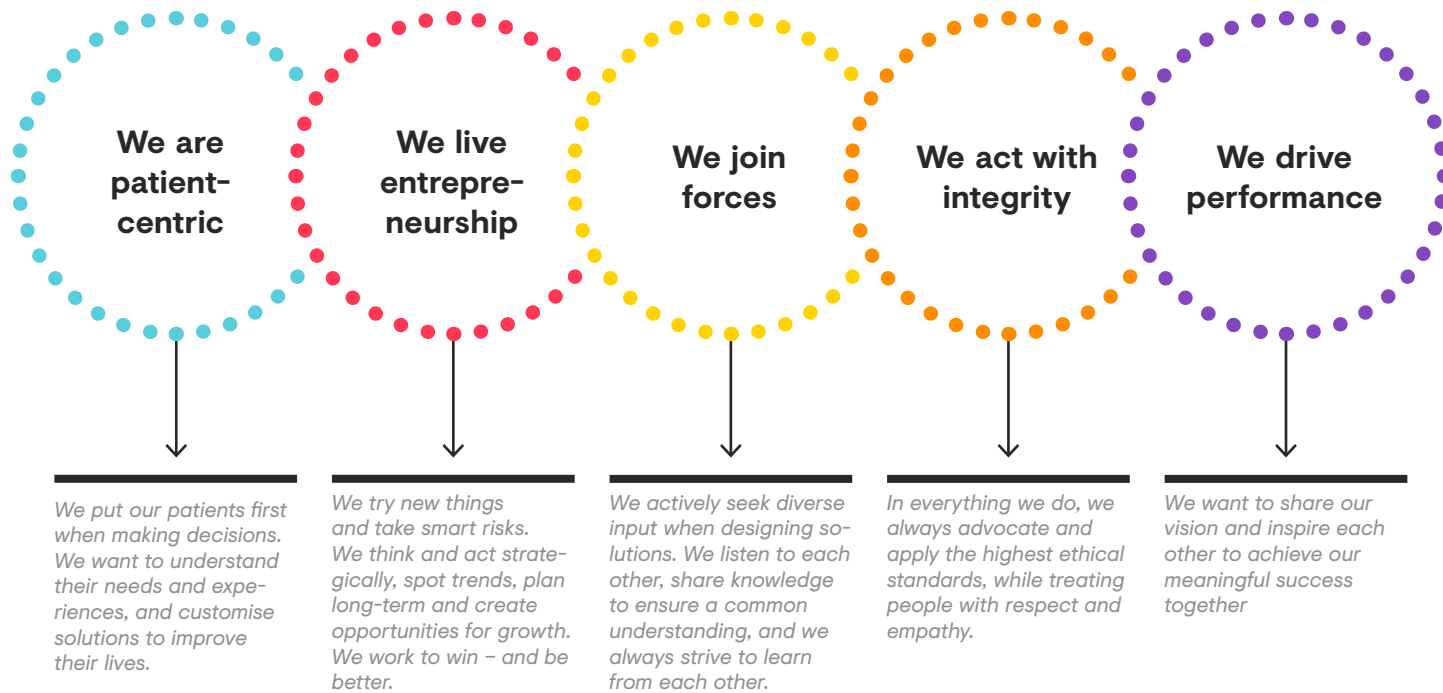 We are
patient-
centric
We live
entrepre-
neurship
We join
forces
We act with
integrity
We drive
performance
We put our patients first
when making decisions.
We want to understand
their needs and expe-
riences, and customise
solutions to improve
their lives.
We try new things
and take smart risks.
We think and act strate-
gically, spot trends, plan
long-term and create
opportunities for growth.
We work to win – and be
better.
We actively seek diverse
input when designing so-
lutions. We listen to each
other, share knowledge
to ensure a common
understanding, and we
always strive to learn
from each other.
In everything we do, we
always advocate and
apply the highest ethical
standards, while treating
people with respect and
empathy.
We want to share our
vision and inspire each
other to achieve our
meaningful success
together